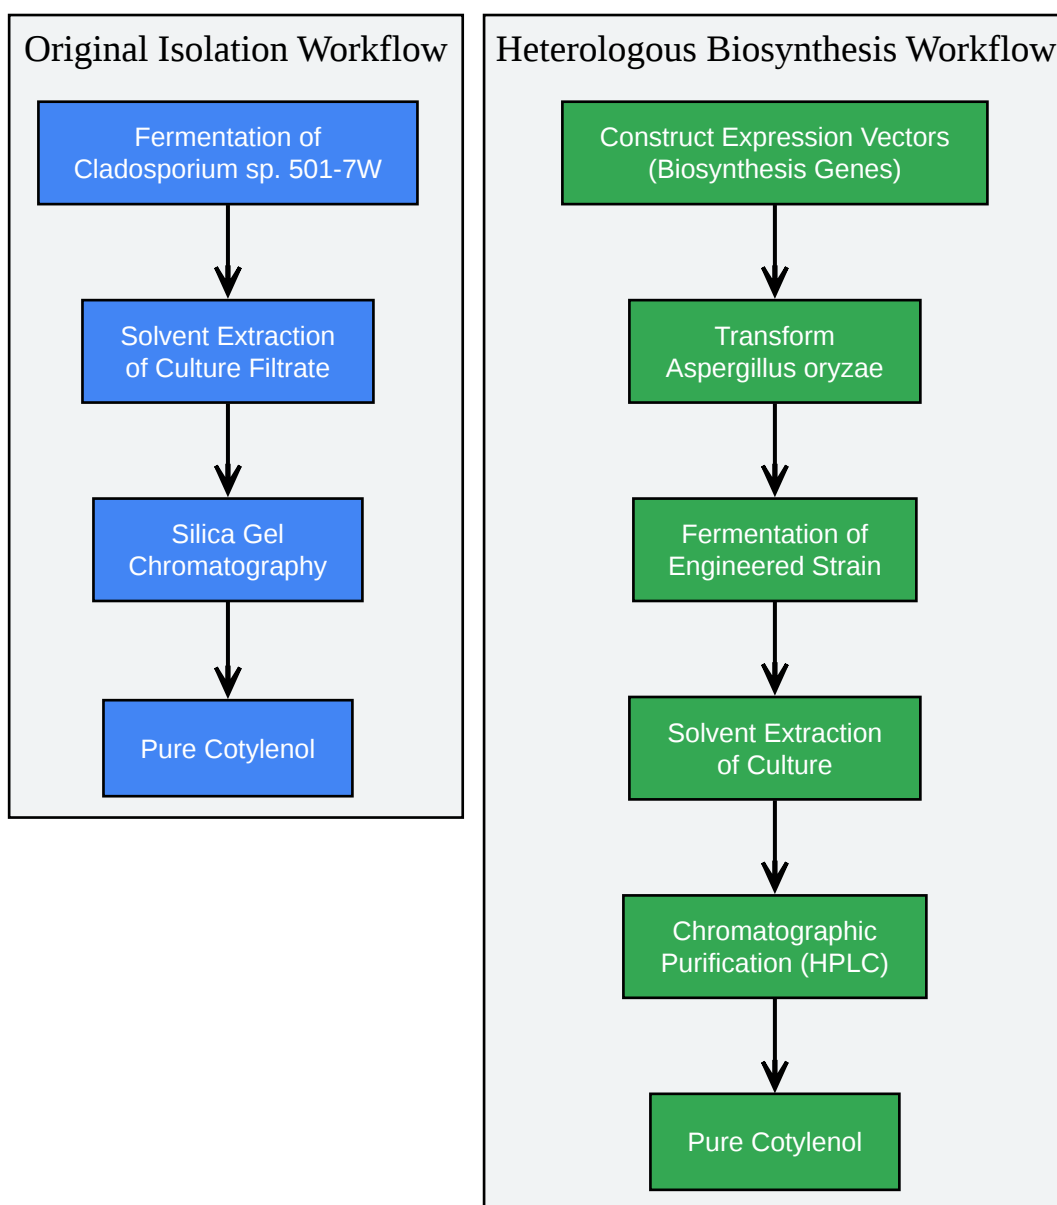 Original Isolation Workflow
Fermentation of
Cladosporium sp. 501-7W
Solvent Extraction
of Culture Filtrate
Silica Gel
Chromatography
Pure Cotylenol
Heterologous Biosynthesis Workflow
Construct Expression Vectors
(Biosynthesis Genes)
Transform
Aspergillus oryzae
Fermentation of
Engineered Strain
Solvent Extraction
of Culture
Chromatographic
Purification (HPLC)
Pure Cotylenol